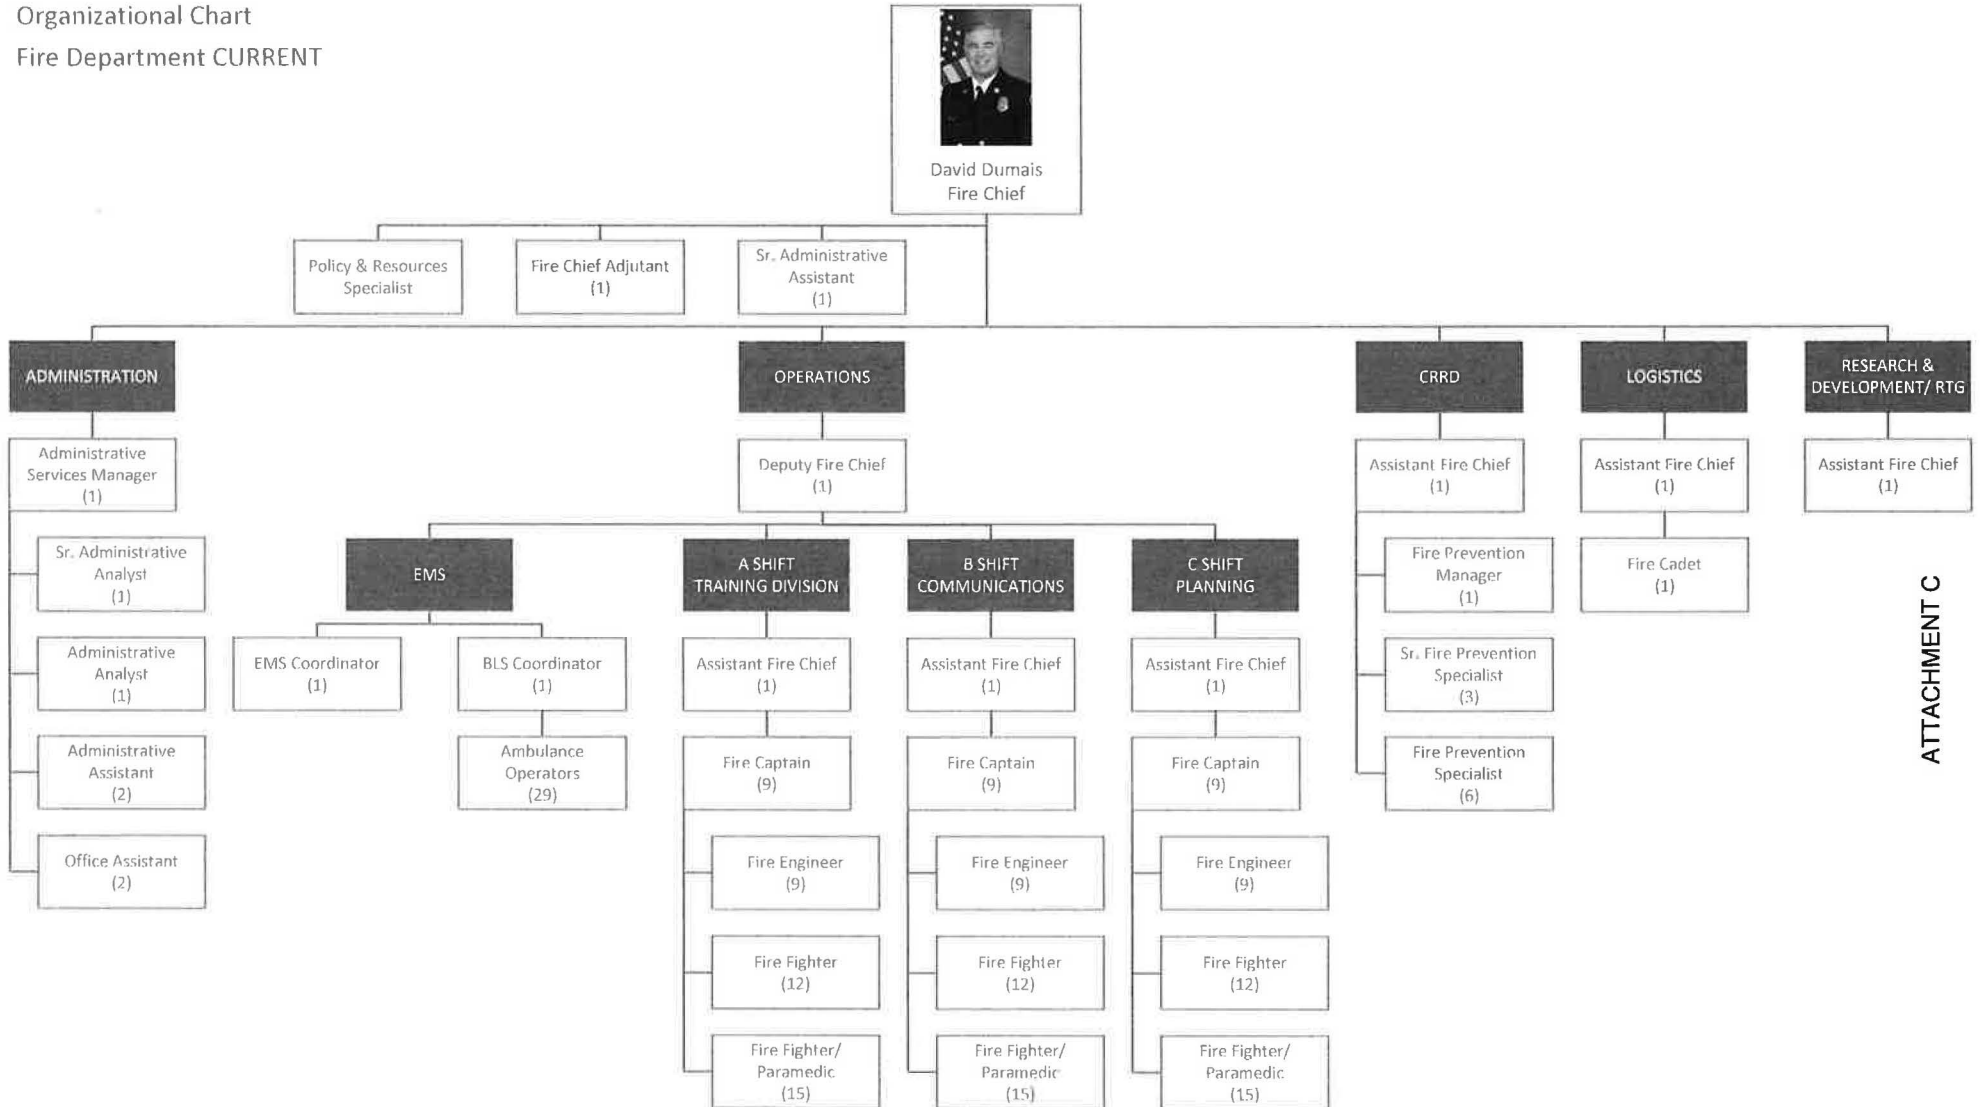 Organizational Chart
Fire Department CURRENT
David Dumais
Fire Chief
Policy & Resources
Specialist
Fire Chief Adjutant
(1)
Sr. Administrative
Assistant
(1)
ADMINISTRATION
OPERATIONS
CRRD
LOGISTICS
RESEARCH &
DEVELOPMENT/ RTG
Administrative
Services Manager
(1)
Deputy Fire Chief
(1)
Assistant Fire Chief
(1)
Assistant Fire Chief
(1)
Assistant Fire Chief
(1)
Sr. Administrative
Analyst
(1)
Administrative
Analyst
(1)
Administrative
Assistant
(2)
Office Assistant
(2)
EMS
A SHIFT
TRAINING DIVISION
B SHIFT
COMMUNICATIONS
C SHIFT
PLANNING
EMS Coordinator
(1)
BLS Coordinator
(1)
Ambulance
Operators
(29)
Assistant Fire Chief
(1)
Fire Captain
(9)
Fire Engineer
(9)
Fire Fighter
(12)
Fire Fighter/
Paramedic
(15)
Assistant Fire Chief
(1)
Fire Captain
(9)
Fire Engineer
(9)
Fire Fighter
(12)
Fire Fighter/
Paramedic
(15)
Assistant Fire Chief
(1)
Fire Captain
(9)
Fire Engineer
(9)
Fire Fighter
(12)
Fire Fighter/
Paramedic
(15)
Fire Prevention
Manager
(1)
Sr. Fire Prevention
Specialist
(3)
Fire Prevention
Specialist
(6)
Fire Cadet
(1)
ATTACHMENT C